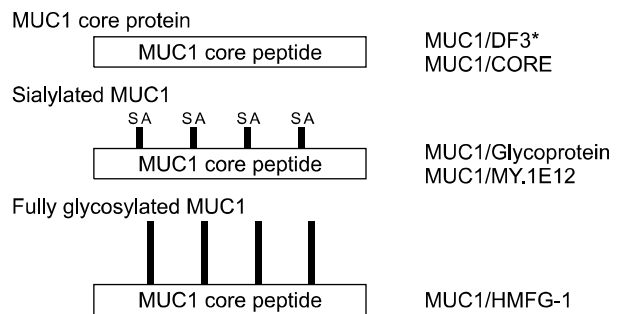 MUC1 core protein
MUC1 core peptide
MUC1/DF3*
MUC1/CORE
Sialylated MUC1
SA SA SA SA
MUC1 core peptide
MUC1/Glycoprotein
MUC1/MY.1E12
Fully glycosylated MUC1
MUC1 core peptide
MUC1/HMFG-1